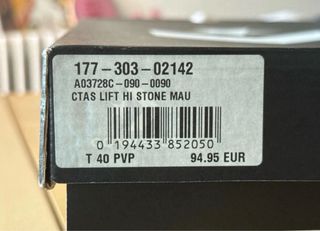 177-303-02142
A03728C-090-0090
CTAS LIFT HI STONE MAU
0 194433 852050
T 40 PVP 94.95 EUR